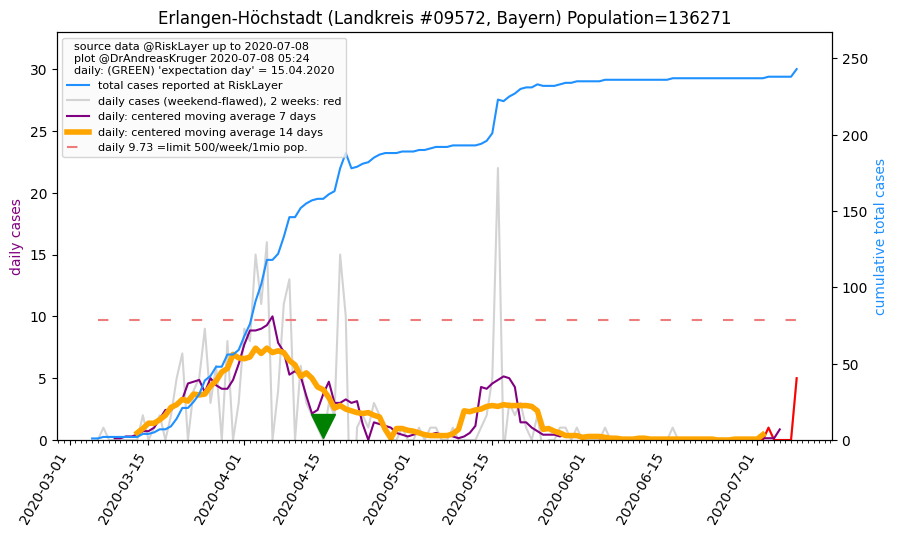 Erlangen-Höchstadt (Landkreis #09572, Bayern) Population=136271
source data @RiskLayer up to 2020-07-08
plot @DrAndreasKruger 2020-07-08 05:24
daily: (GREEN) 'expectation day' = 15.04.2020
total cases reported at RiskLayer
daily cases (weekend-flawed), 2 weeks: red
daily: centered moving average 7 days
daily: centered moving average 14 days
daily 9.73 =limit 500/week/1mio pop.
daily cases
30
25
20
15
10
5
0
cumulative total cases
250
200
150
100
50
0
2020-03-01
2020-03-15
2020-04-01
2020-04-15
2020-05-01
2020-05-15
2020-06-01
2020-06-15
2020-07-01